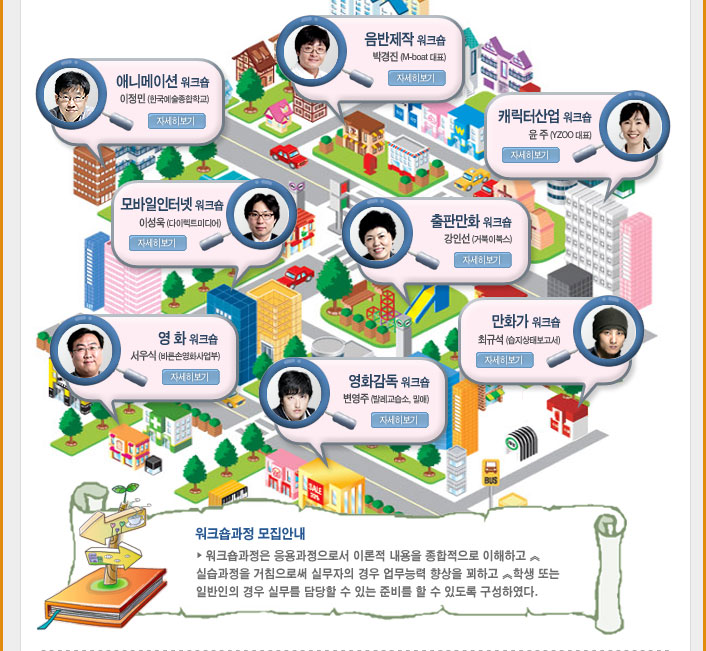 음반제작 워크숍
박경진 (M-boat 대표)
자세히보기
애니메이션 워크숍
이정민 (한국예술종합학교)
자세히보기
캐릭터산업 워크숍
윤 주 (YZOO 대표)
자세히보기
모바일인터넷 워크숍
이성욱 (다이렉트미디어)
자세히보기
출판만화 워크숍
강인선 (거북이북스)
자세히보기
영 화 워크숍
서우식 (바른손영화사업부)
자세히보기
만화가 워크숍
최규석 (습지생태보고서)
자세히보기
영화감독 워크숍
변영주 (발레교습소, 밀애)
자세히보기
SALE
50%
BUS
워크숍과정 모집안내
워크숍과정은 응용과정으로서 이론적 내용을 종합적으로 이해하고
실습과정을 거침으로써 실무자의 경우 업무능력 향상을 꾀하고 학생 또는
일반인의 경우 실무를 담당할 수 있는 준비를 할 수 있도록 구성하였다.